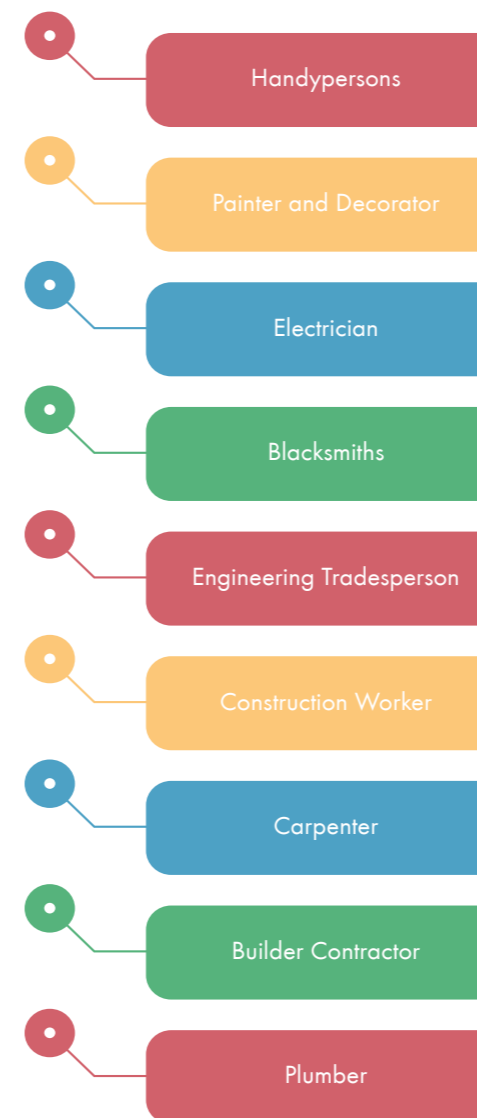 Handypersons
Painter and Decorator
Electrician
Blacksmiths
Engineering Tradesperson
Construction Worker
Carpenter
Builder Contractor
Plumber